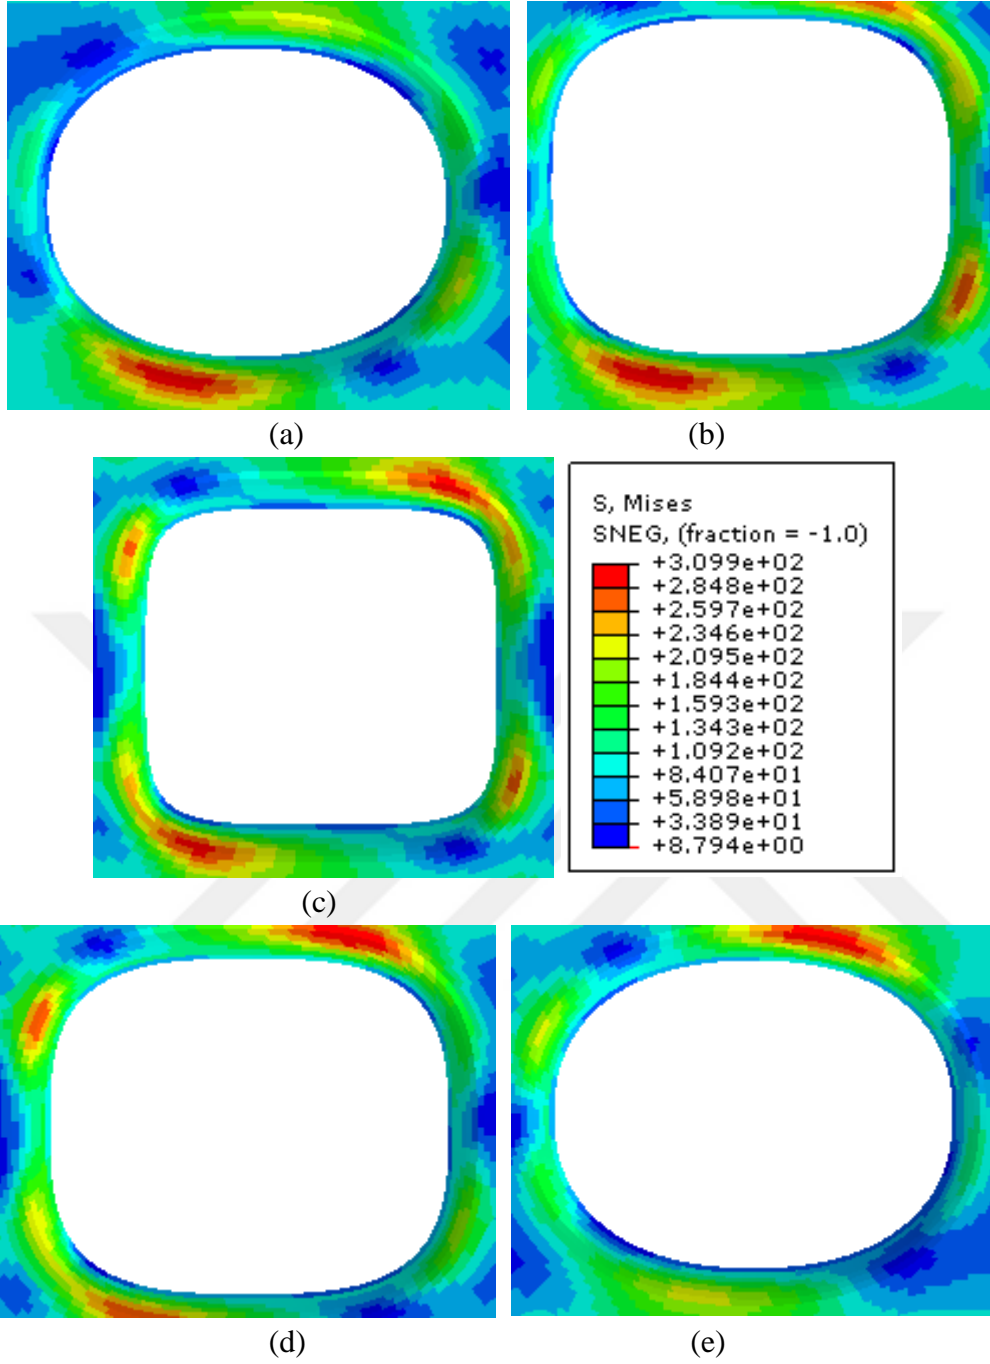 (a)
(b)
S, Mises
SNEG, (fraction = -1.0)
+3.099e+02
+2.848e+02
+2.597e+02
+2.346e+02
+2.095e+02
+1.844e+02
+1.593e+02
+1.343e+02
+1.092e+02
+8.407e+01
+5.898e+01
+3.389e+01
+8.794e+00
(c)
(d)
(e)